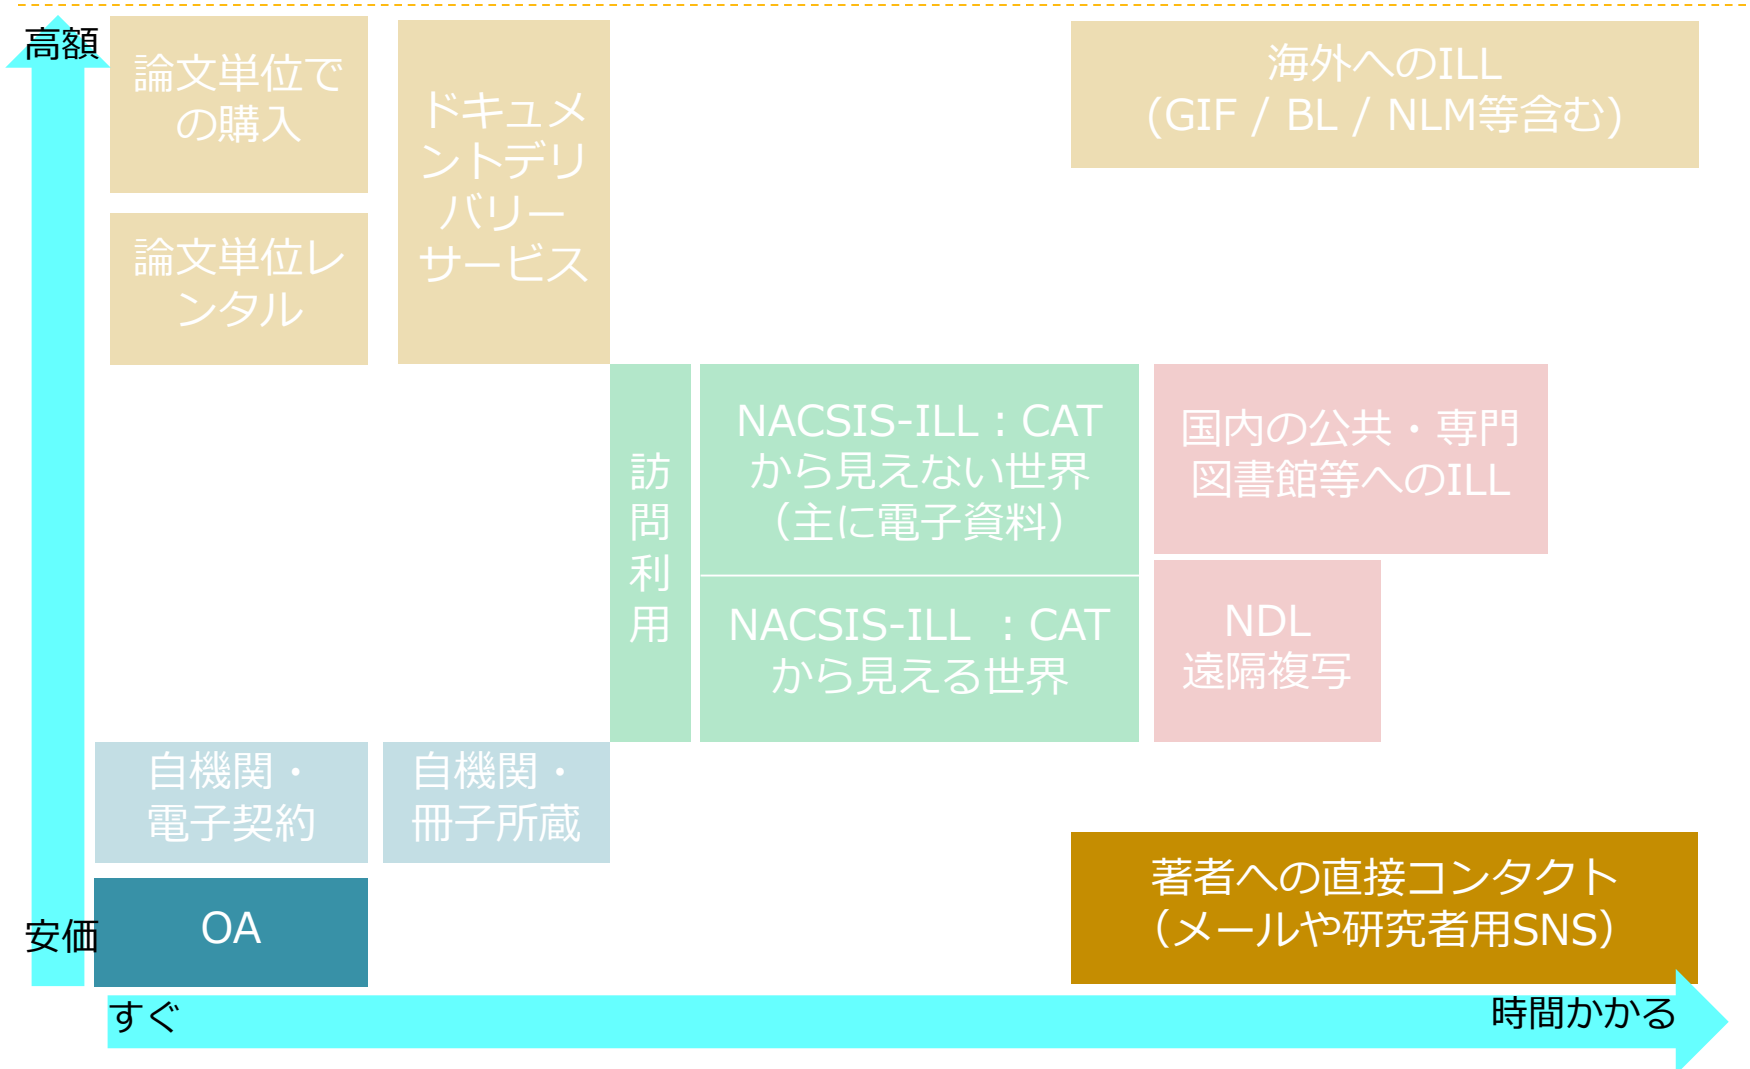 高額
論文単位で
の購入
ドキュメ
ントデリ
バリー
サービス
海外へのILL
(GIF / BL / NLM等含む)
論文単位レ
ンタル
訪
問
利
用
NACSIS-ILL：CAT
から見えない世界
（主に電子資料）
国内の公共・専門
図書館等へのILL
NACSIS-ILL ：CAT
から見える世界
NDL
遠隔複写
自機関・
電子契約
自機関・
冊子所蔵
著者への直接コンタクト
（メールや研究者用SNS）
OA
安価
すぐ
時間かかる